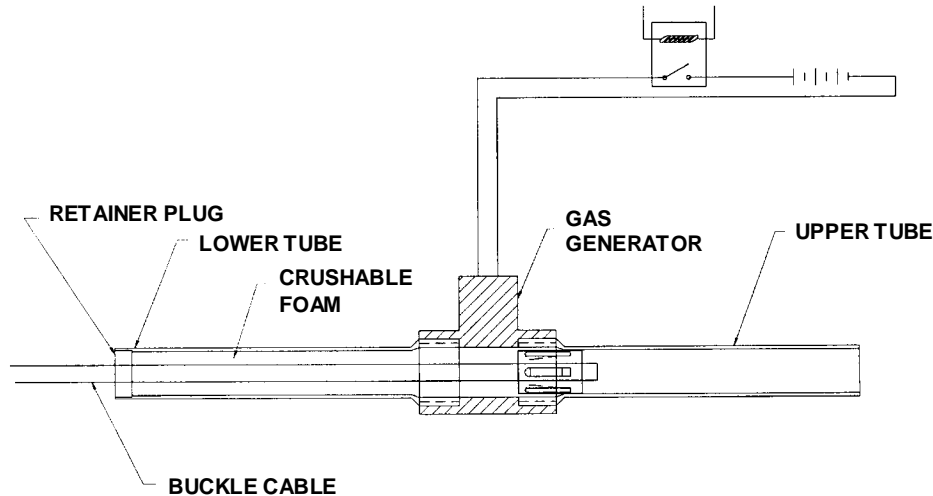 RETAINER PLUG
LOWER TUBE
CRUSHABLE
FOAM
GAS
GENERATOR
UPPER TUBE
BUCKLE CABLE